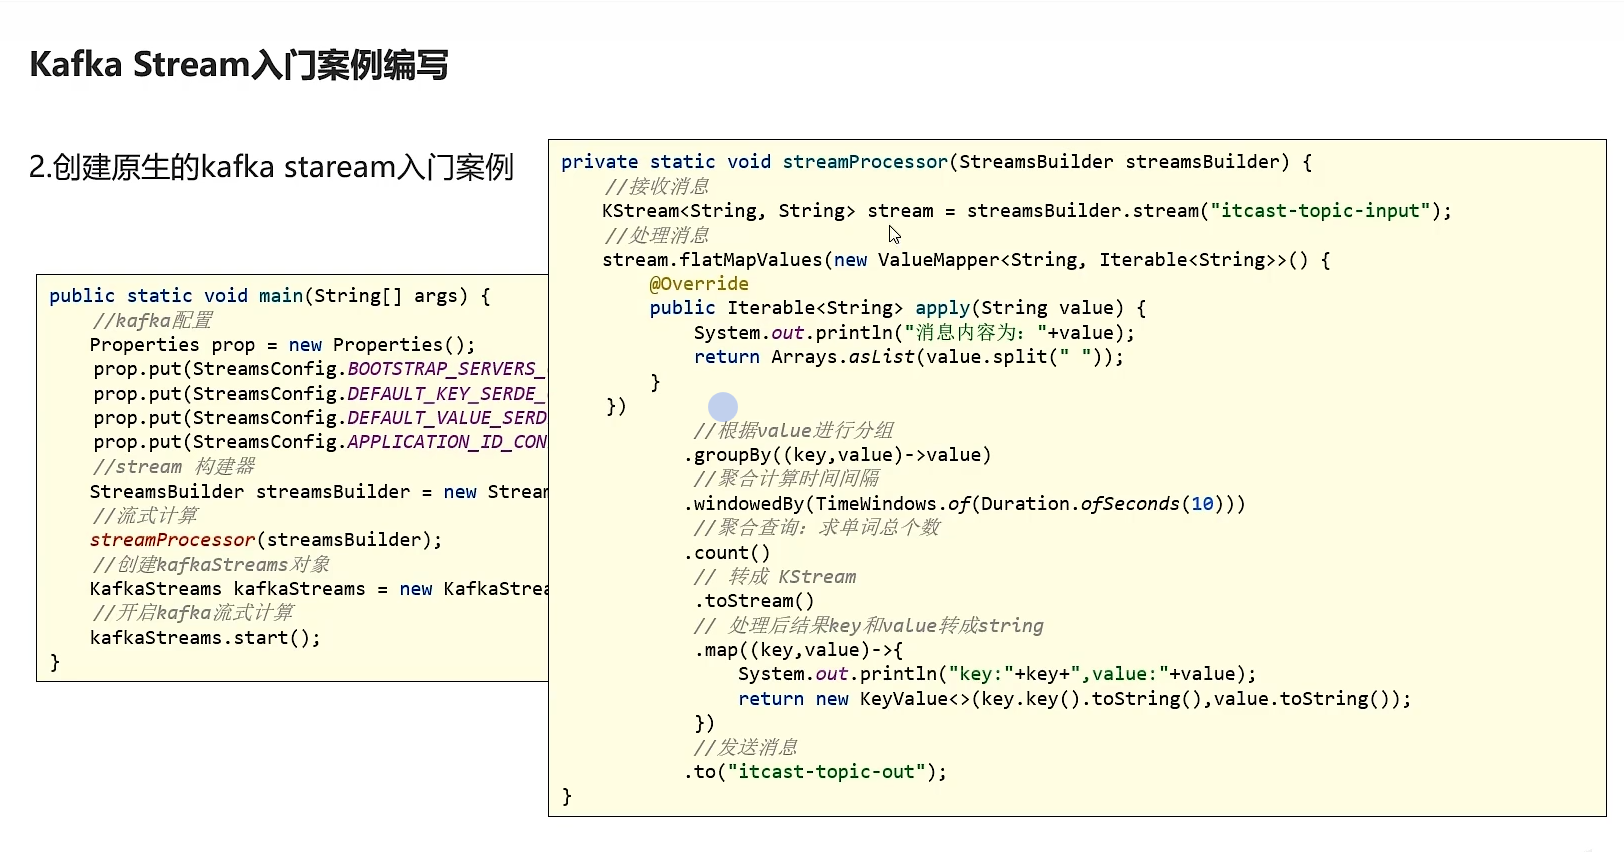 Kafka Stream入门案例编写
2.创建原生的kafka staream入门案例
public static void main(String[] args) {
//kafka配置
Properties prop = new Properties();
prop.put(StreamsConfig.BOOTSTRAP_SERVERS_
prop.put(StreamsConfig.DEFAULT_KEY_SERDE_
prop.put(StreamsConfig.DEFAULT_VALUE_SERD
prop.put(StreamsConfig.APPLICATION_ID_CON
//stream 构建器
StreamsBuilder streamsBuilder = new Stream
//流式计算
streamProcessor(streamsBuilder);
//创建kafkaStreams对象
KafkaStreams kafkaStreams = new KafkaStrea
//开启kafka流式计算
kafkaStreams.start();
}
private static void streamProcessor(StreamsBuilder streamsBuilder) {
//接收消息
KStream<String, String> stream = streamsBuilder.stream("itcast-topic-input");
//处理消息
stream.flatMapValues(new ValueMapper<String, Iterable<String>>() {
@Override
public Iterable<String> apply(String value) {
System.out.println("消息内容为："+value);
return Arrays.asList(value.split(" "));
}
})
//根据value进行分组
.groupBy((key,value)->value)
//聚合计算时间间隔
.windowedBy(TimeWindows.of(Duration.ofSeconds(10)))
//聚合查询：求单词总个数
.count()
// 转成 KStream
.toStream()
// 处理后结果key和value转成string
.map((key,value)->{
System.out.println("key:"+key+",value:"+value);
return new KeyValue<>(key.key().toString(),value.toString());
})
//发送消息
.to("itcast-topic-out");
}